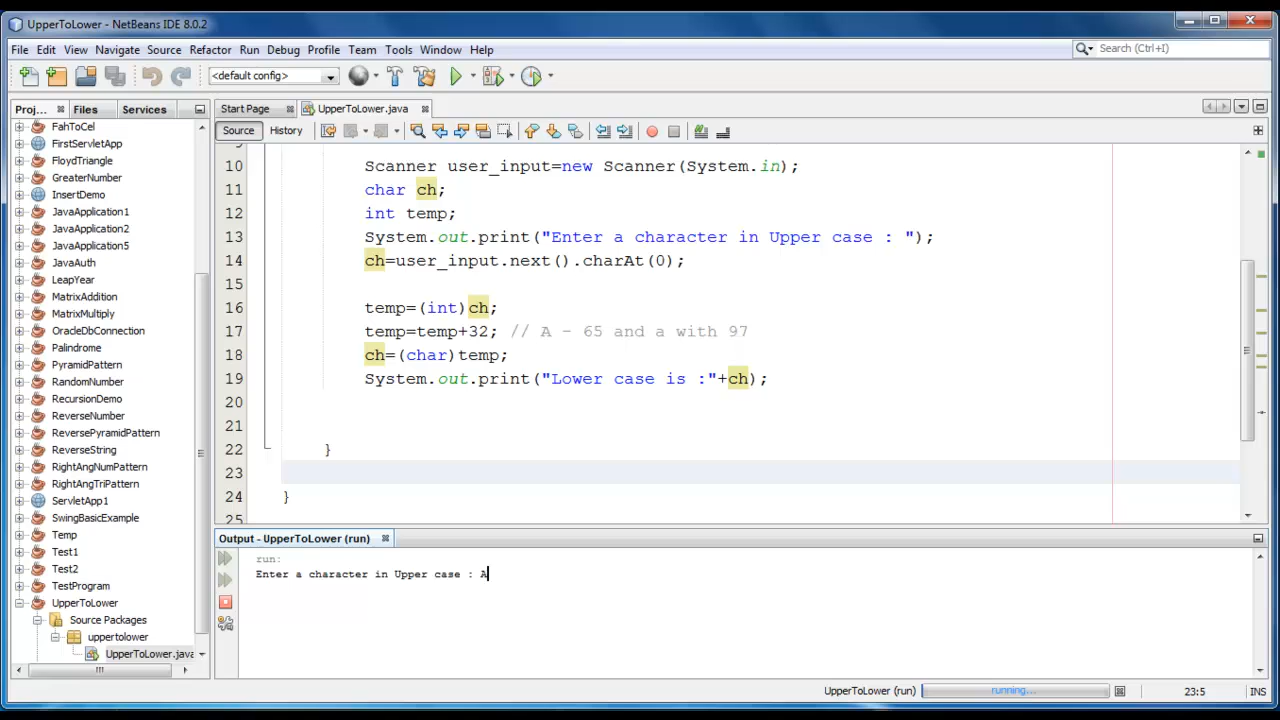 UpperToLower - NetBeans IDE 8.0.2
File Edit View Navigate Source Refactor Run Debug Profile Team Tools Window Help
Search (Ctrl+I)
<default config>
Proj... Files Services
Start Page UpperToLower.java
Source History
FahToCel
FirstServletApp
FloydTriangle
GreaterNumber
InsertDemo
JavaApplication1
JavaApplication2
JavaApplication5
JavaAuth
LeapYear
MatrixAddition
MatrixMultiply
OracleDbConnection
Palindrome
PyramidPattern
RandomNumber
RecursionDemo
ReverseNumber
ReversePyramidPattern
ReverseString
RightAngNumPattern
RightAngTriPattern
ServletApp1
SwingBasicExample
Temp
Test1
Test2
TestProgram
UpperToLower
Source Packages
uppertolower
UpperToLower.java
10 Scanner user_input=new Scanner(System.in);
11 char ch;
12 int temp;
13 System.out.print("Enter a character in Upper case : ");
14 ch=user_input.next().charAt(0);
15
16 temp=(int)ch;
17 temp=temp+32; // A - 65 and a with 97
18 ch=(char)temp;
19 System.out.print("Lower case is :"+ch);
20
21
22 }
23
24 }
25
Output - UpperToLower (run)
run:
Enter a character in Upper case : A
UpperToLower (run) running... 23:5 INS